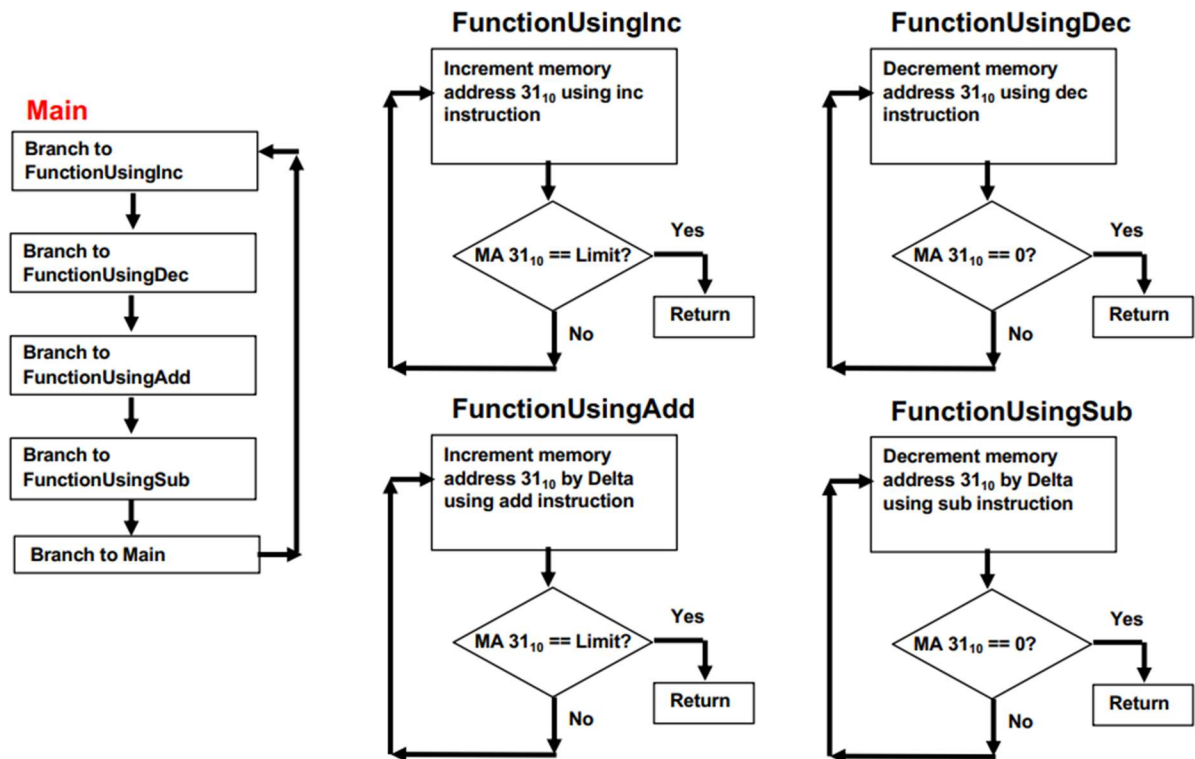 Main
Branch to
FunctionUsingInc
Branch to
FunctionUsingDec
Branch to
FunctionUsingAdd
Branch to
FunctionUsingSub
Branch to Main
FunctionUsingInc
Increment memory
address 31₁₀ using inc
instruction
MA 31₁₀ == Limit?
Yes
Return
No
FunctionUsingDec
Decrement memory
address 31₁₀ using dec
instruction
MA 31₁₀ == 0?
Yes
Return
No
FunctionUsingAdd
Increment memory
address 31₁₀ by Delta
using add instruction
MA 31₁₀ == Limit?
Yes
Return
No
FunctionUsingSub
Decrement memory
address 31₁₀ by Delta
using sub instruction
MA 31₁₀ == 0?
Yes
Return
No